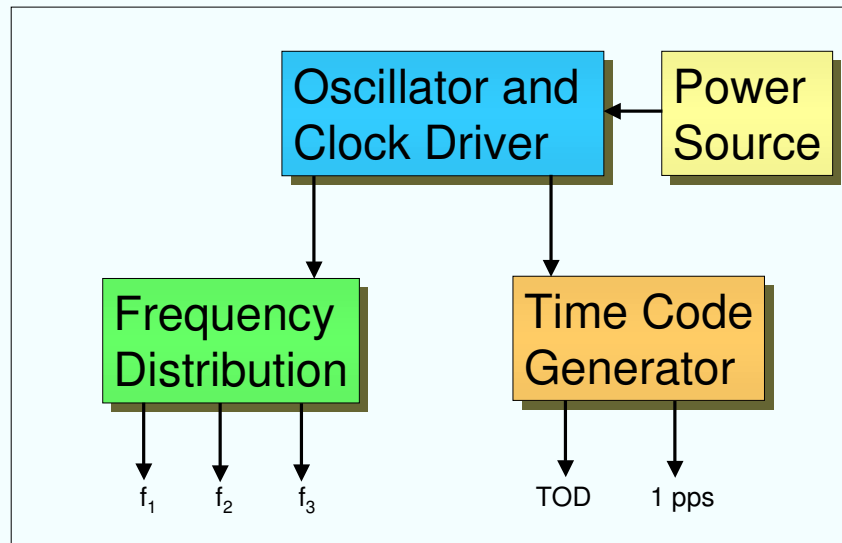 Oscillator and
Clock Driver
Power
Source
Frequency
Distribution
Time Code
Generator
f₁
f₂
f₃
TOD
1 pps